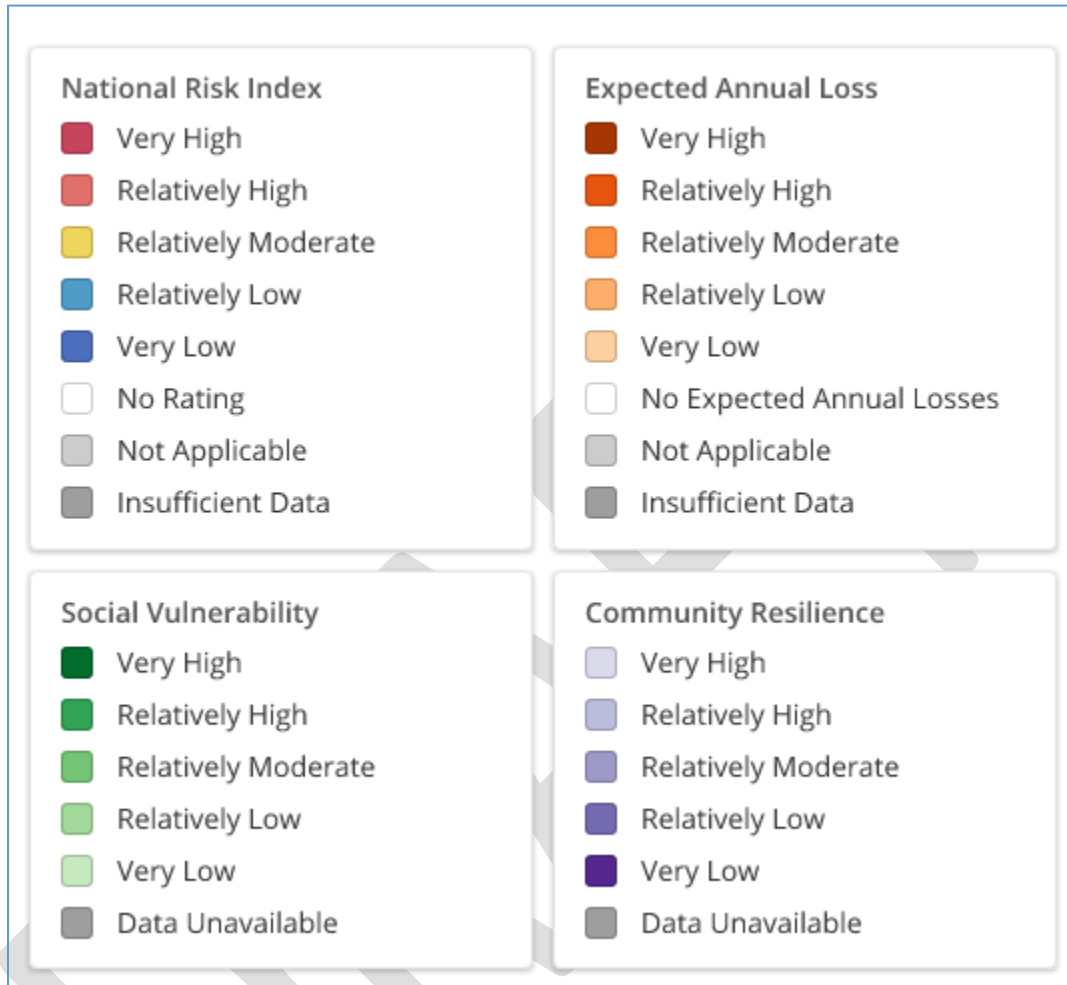 National Risk Index
Very High
Relatively High
Relatively Moderate
Relatively Low
Very Low
No Rating
Not Applicable
Insufficient Data
Expected Annual Loss
Very High
Relatively High
Relatively Moderate
Relatively Low
Very Low
No Expected Annual Losses
Not Applicable
Insufficient Data
Social Vulnerability
Very High
Relatively High
Relatively Moderate
Relatively Low
Very Low
Data Unavailable
Community Resilience
Very High
Relatively High
Relatively Moderate
Relatively Low
Very Low
Data Unavailable